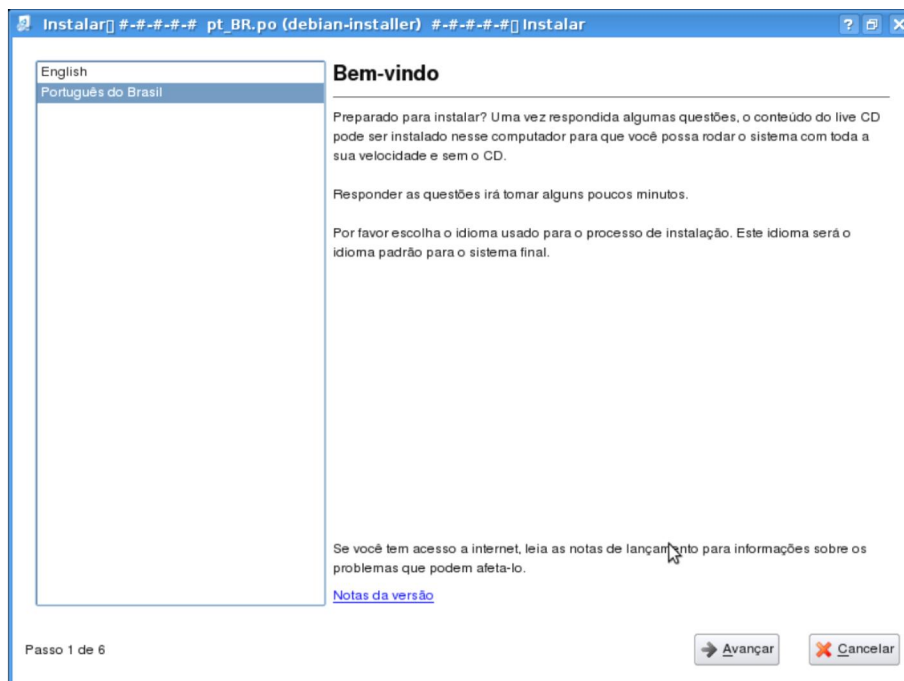 Instalar▯ #-#-#-#-# pt_BR.po (debian-installer) #-#-#-#-#▯ Instalar
English
Português do Brasil
Bem-vindo
Preparado para instalar? Uma vez respondida algumas questões, o conteúdo do live CD
pode ser instalado nesse computador para que você possa rodar o sistema com toda a
sua velocidade e sem o CD.
Responder as questões irá tomar alguns poucos minutos.
Por favor escolha o idioma usado para o processo de instalação. Este idioma será o
idioma padrão para o sistema final.
Se você tem acesso a internet, leia as notas de lançamento para informações sobre os
problemas que podem afeta-lo.
Notas da versão
Passo 1 de 6
Avançar
Cancelar